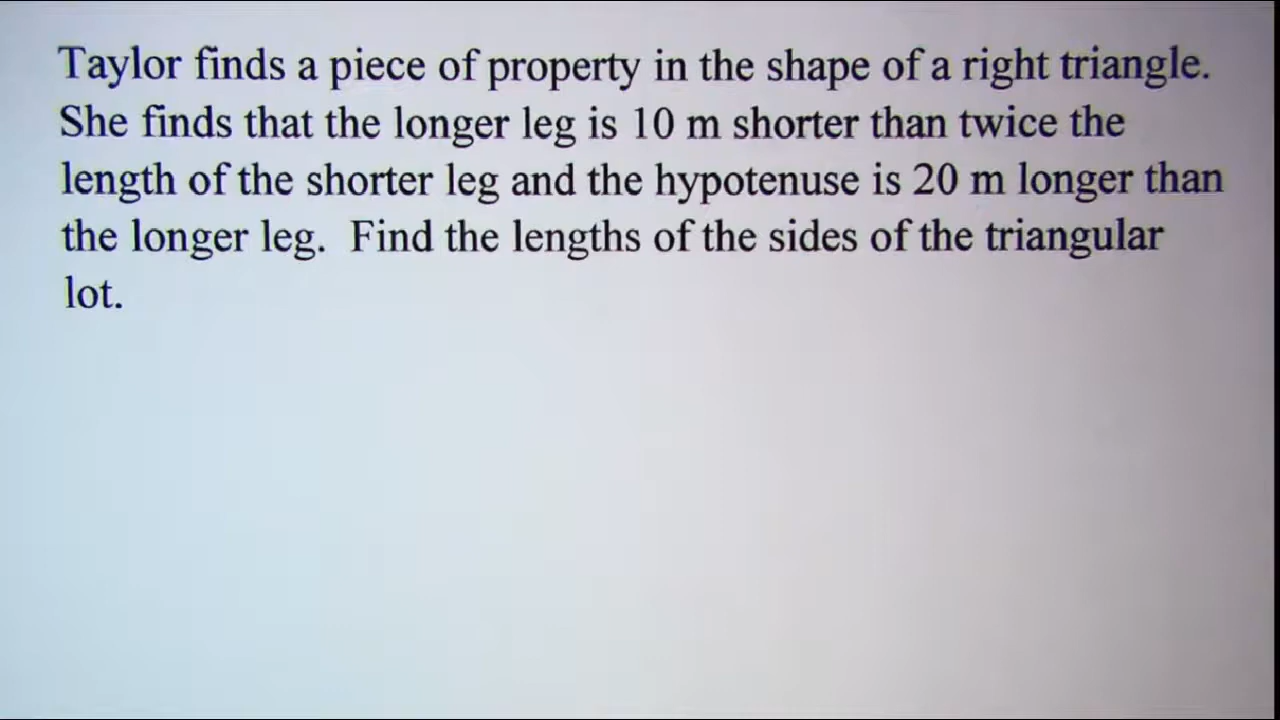 Taylor finds a piece of property in the shape of a right triangle.
She finds that the longer leg is 10 m shorter than twice the
length of the shorter leg and the hypotenuse is 20 m longer than
the longer leg.  Find the lengths of the sides of the triangular
lot.